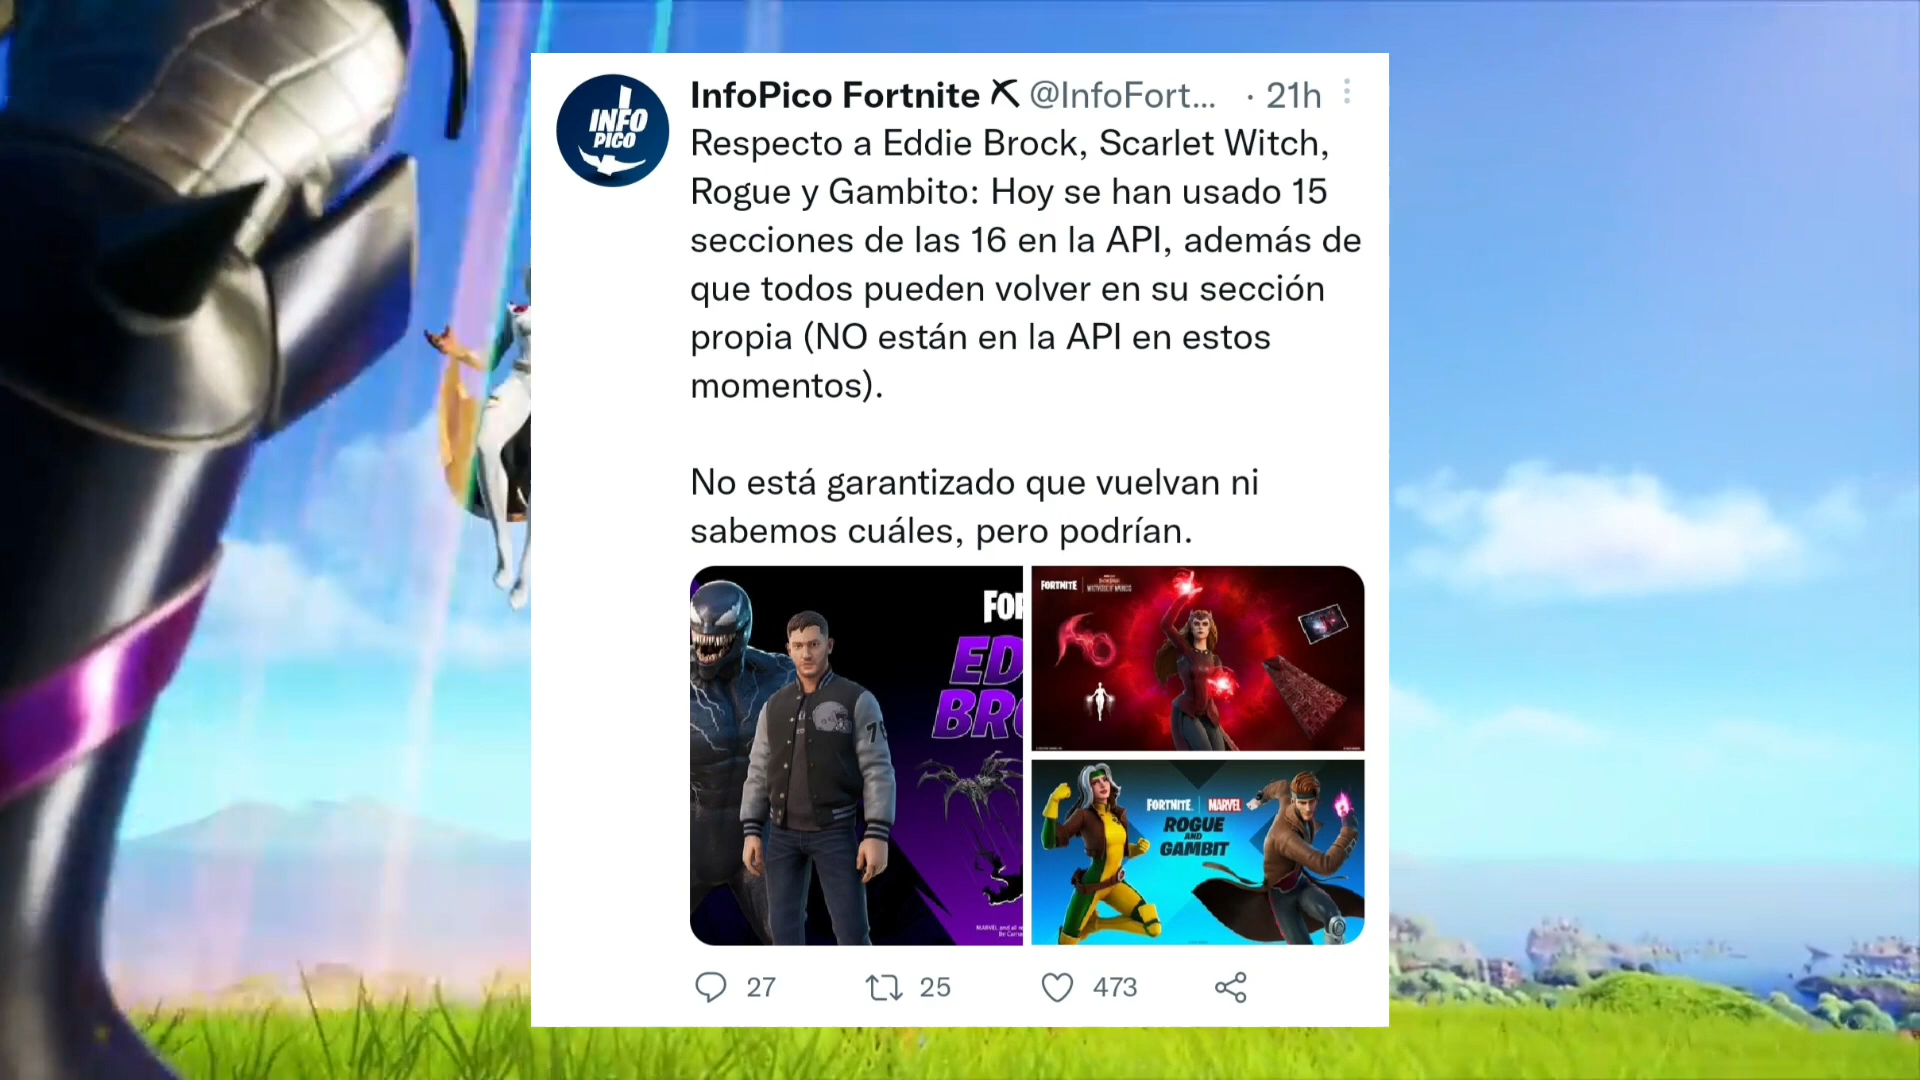 InfoPico Fortnite ⛏ @InfoFort... · 21h
INFO
PICO
Respecto a Eddie Brock, Scarlet Witch,
Rogue y Gambito: Hoy se han usado 15
secciones de las 16 en la API, además de
que todos pueden volver en su sección
propia (NO están en la API en estos
momentos).
No está garantizado que vuelvan ni
sabemos cuáles, pero podrían.
FOR
ED
BRO
FORTNITE
FORTNITE MARVEL
ROGUE
AND
GAMBIT
27 25 473